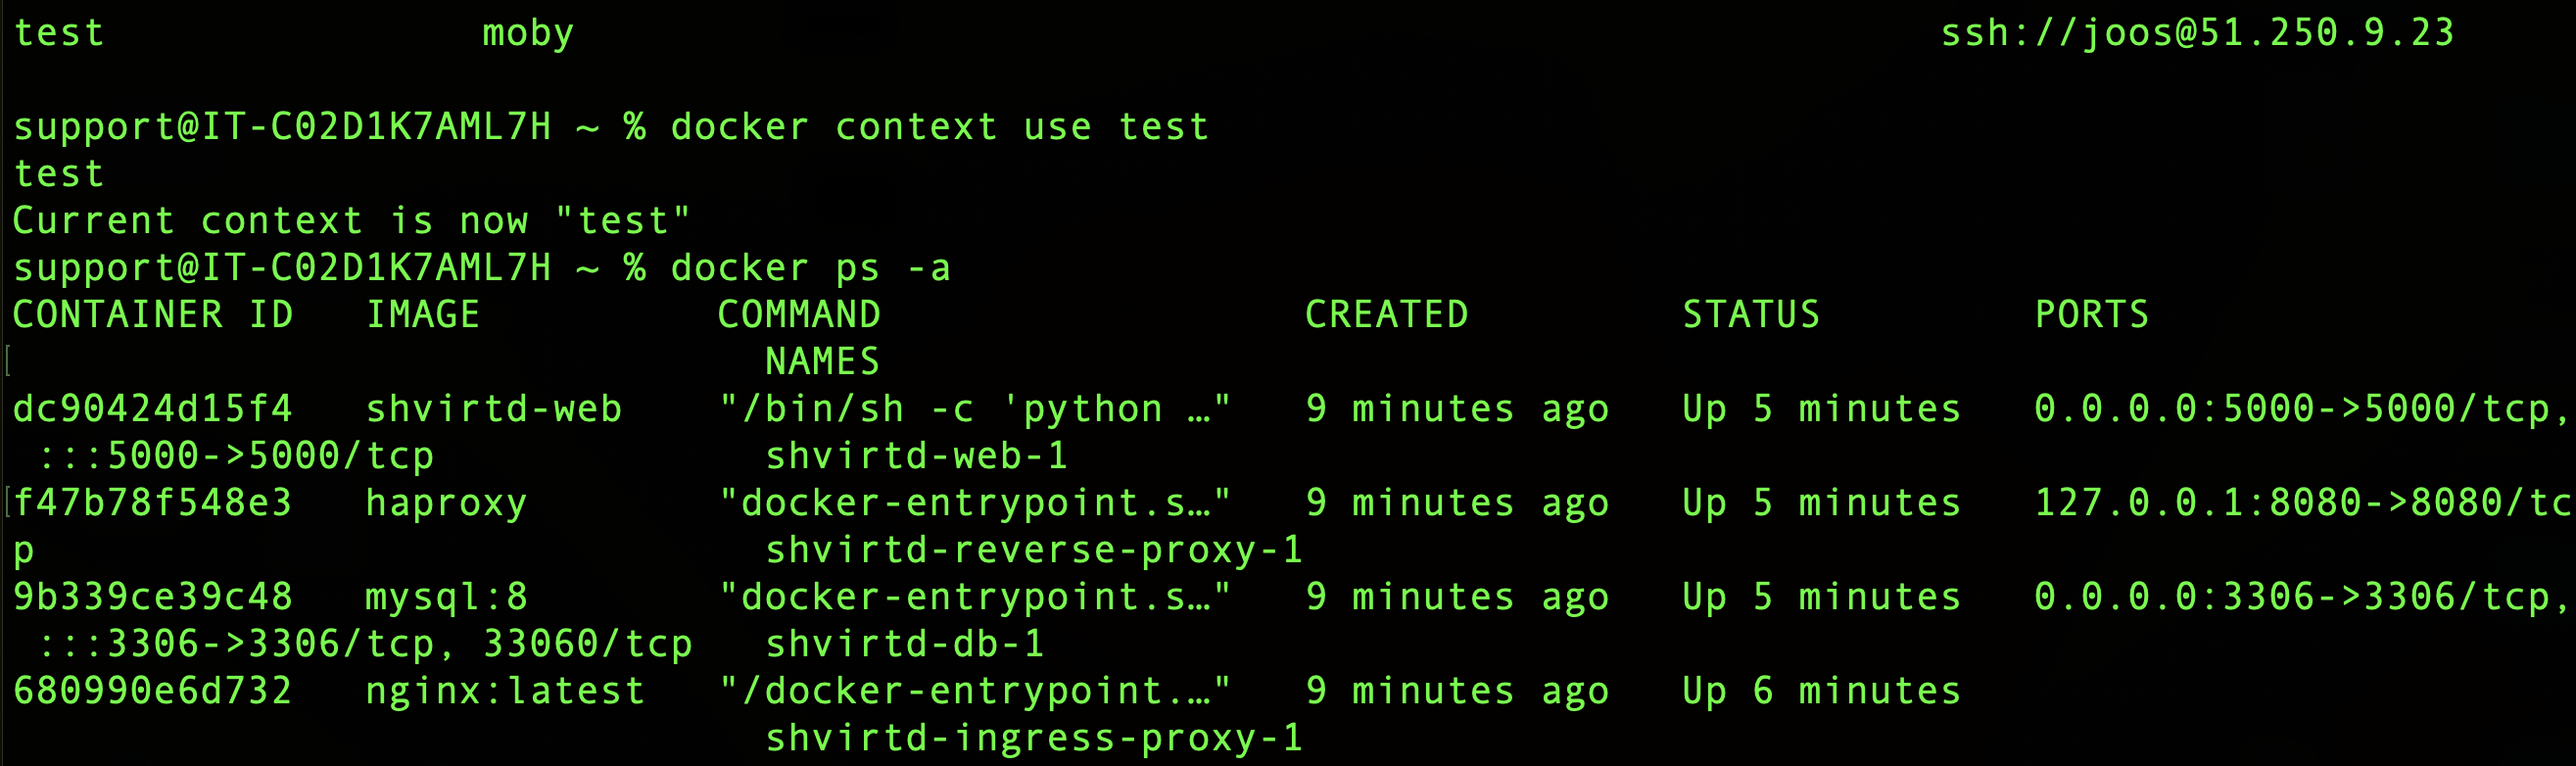 test                moby                                                          ssh://joos@51.250.9.23
support@IT-C02D1K7AML7H ~ % docker context use test
test
Current context is now "test"
support@IT-C02D1K7AML7H ~ % docker ps -a
CONTAINER ID   IMAGE          COMMAND                  CREATED         STATUS         PORTS
                                NAMES
dc90424d15f4   shvirtd-web    "/bin/sh -c 'python …"   9 minutes ago   Up 5 minutes   0.0.0.0:5000->5000/tcp,
 :::5000->5000/tcp              shvirtd-web-1
f47b78f548e3   haproxy        "docker-entrypoint.s…"   9 minutes ago   Up 5 minutes   127.0.0.1:8080->8080/tc
p                               shvirtd-reverse-proxy-1
9b339ce39c48   mysql:8        "docker-entrypoint.s…"   9 minutes ago   Up 5 minutes   0.0.0.0:3306->3306/tcp,
 :::3306->3306/tcp, 33060/tcp   shvirtd-db-1
680990e6d732   nginx:latest   "/docker-entrypoint.…"   9 minutes ago   Up 6 minutes
                                shvirtd-ingress-proxy-1